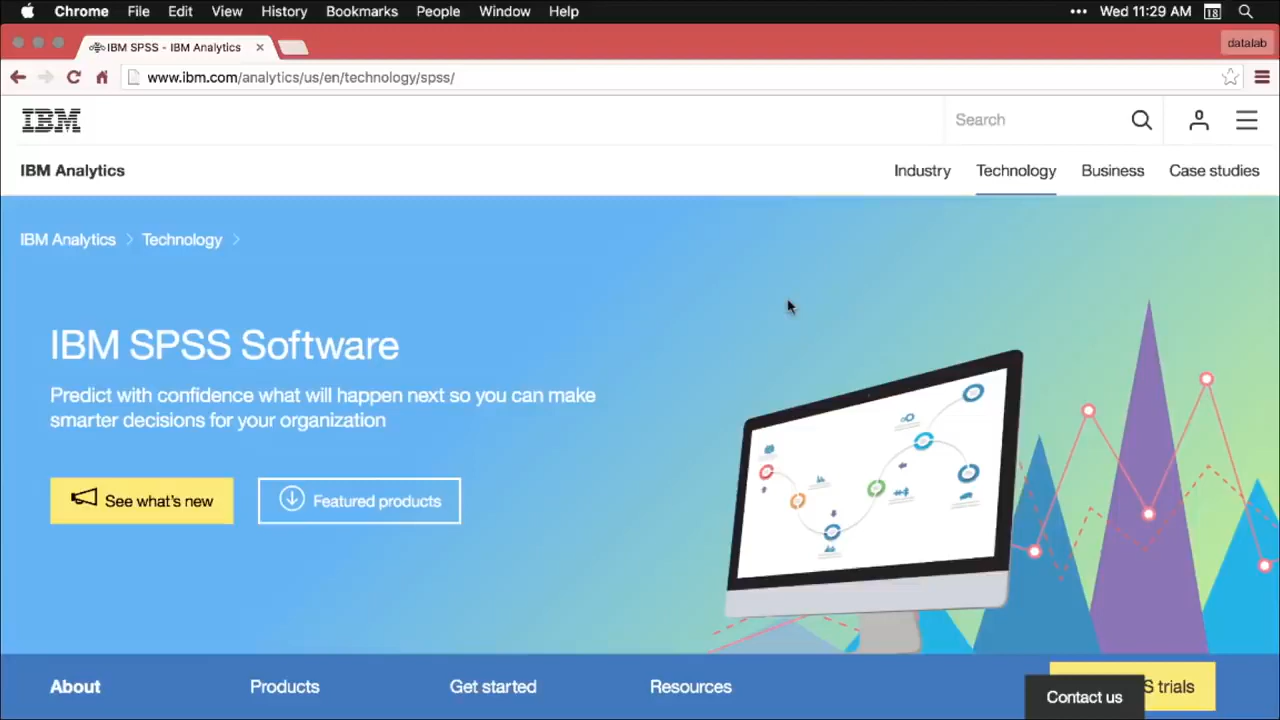 Chrome File Edit View History Bookmarks People Window Help ••• Wed 11:29 AM 18
IBM SPSS - IBM Analytics datalab
www.ibm.com/analytics/us/en/technology/spss/
IBM Search
IBM Analytics Industry Technology Business Case studies
IBM Analytics Technology
IBM SPSS Software
Predict with confidence what will happen next so you can make
smarter decisions for your organization
See what's new Featured products
About Products Get started Resources S trials
Contact us